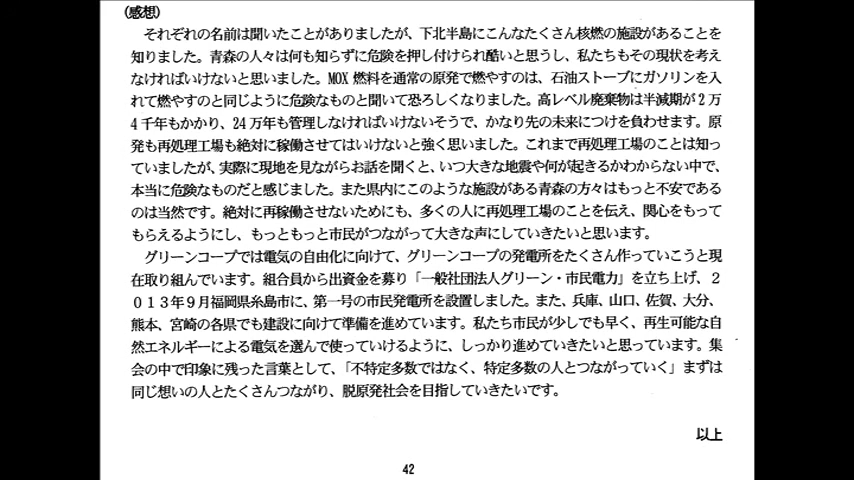 (感想)
それぞれの名前は聞いたことがありましたが、下北半島にこんなたくさん核燃の施設があることを
知りました。青森の人々は何も知らずに危険を押し付けられ酷いと思うし、私たちもその現状を考え
なければいけないと思いました。MOX 燃料を通常の原発で燃やすのは、石油ストーブにガソリンを入
れて燃やすのと同じように危険なものと聞いて恐ろしくなりました。高レベル廃棄物は半減期が2万
4千年もかかり、24万年も管理しなければいけないそうで、かなり先の未来につけを負わせます。原
発も再処理工場も絶対に稼働させてはいけないと強く思いました。これまで再処理工場のことは知っ
ていましたが、実際に現地を見ながらお話を聞くと、いつ大きな地震や何が起きるかわからない中で、
本当に危険なものだと感じました。また県内にこのような施設がある青森の方々はもっと不安である
のは当然です。絶対に再稼働させないためにも、多くの人に再処理工場のことを伝え、関心をもって
もらえるようにし、もっともっと市民がつながって大きな声にしていきたいと思います。
グリーンコープでは電気の自由化に向けて、グリーンコープの発電所をたくさん作っていこうと現
在取り組んでいます。組合員から出資金を募り「一般社団法人グリーン・市民電力」を立ち上げ、2
013年9月福岡県糸島市に、第一号の市民発電所を設置しました。また、兵庫、山口、佐賀、大分、
熊本、宮崎の各県でも建設に向けて準備を進めています。私たち市民が少しでも早く、再生可能な自
然エネルギーによる電気を選んで使っていけるように、しっかり進めていきたいと思っています。集
会の中で印象に残った言葉として、「不特定多数ではなく、特定多数の人とつながっていく」まずは
同じ想いの人とたくさんつながり、脱原発社会を目指していきたいです。
以上
42